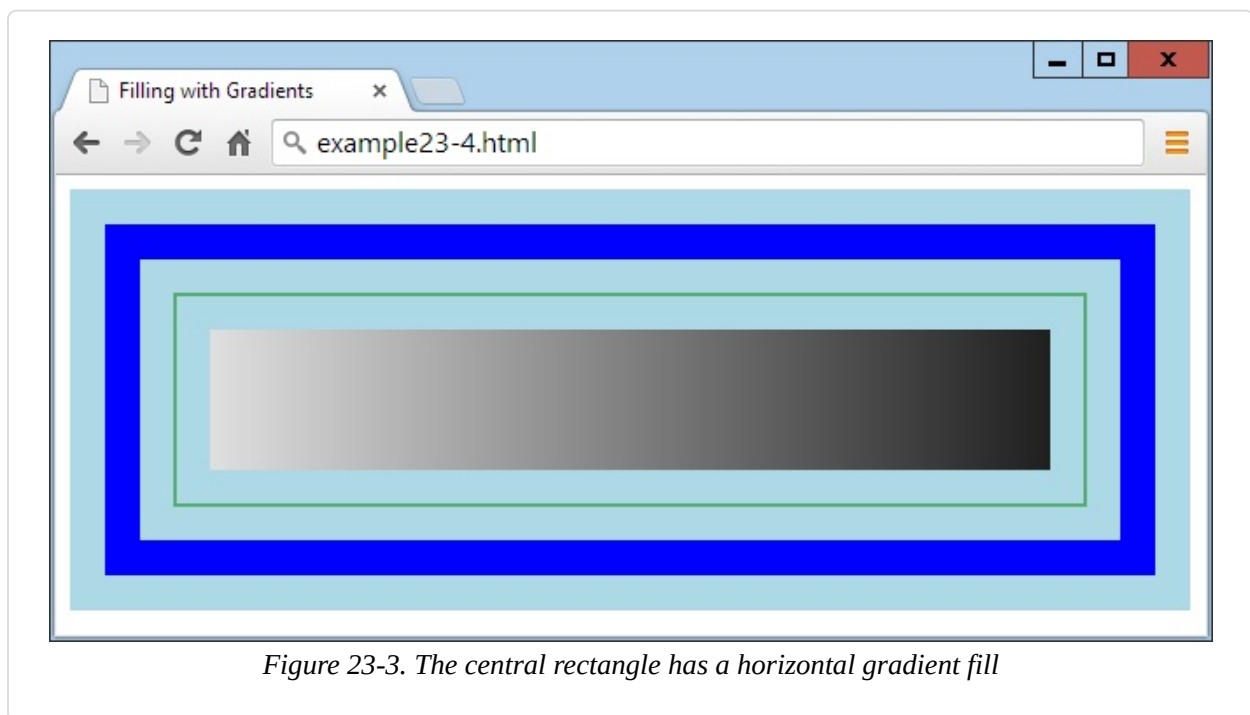 Filling with Gradients
example23-4.html
Figure 23-3. The central rectangle has a horizontal gradient fill